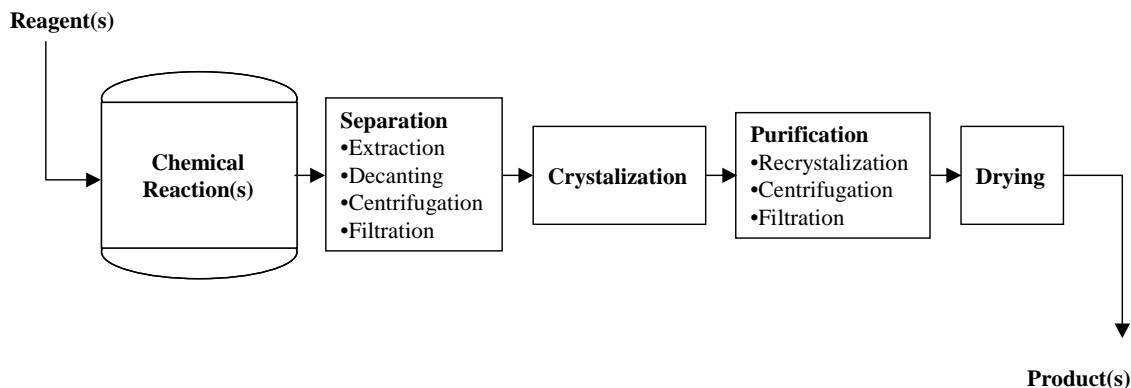 Reagent(s)
Chemical
Reaction(s)
Separation
•Extraction
•Decanting
•Centrifugation
•Filtration
Crystalization
Purification
•Recrystalization
•Centrifugation
•Filtration
Drying
Product(s)